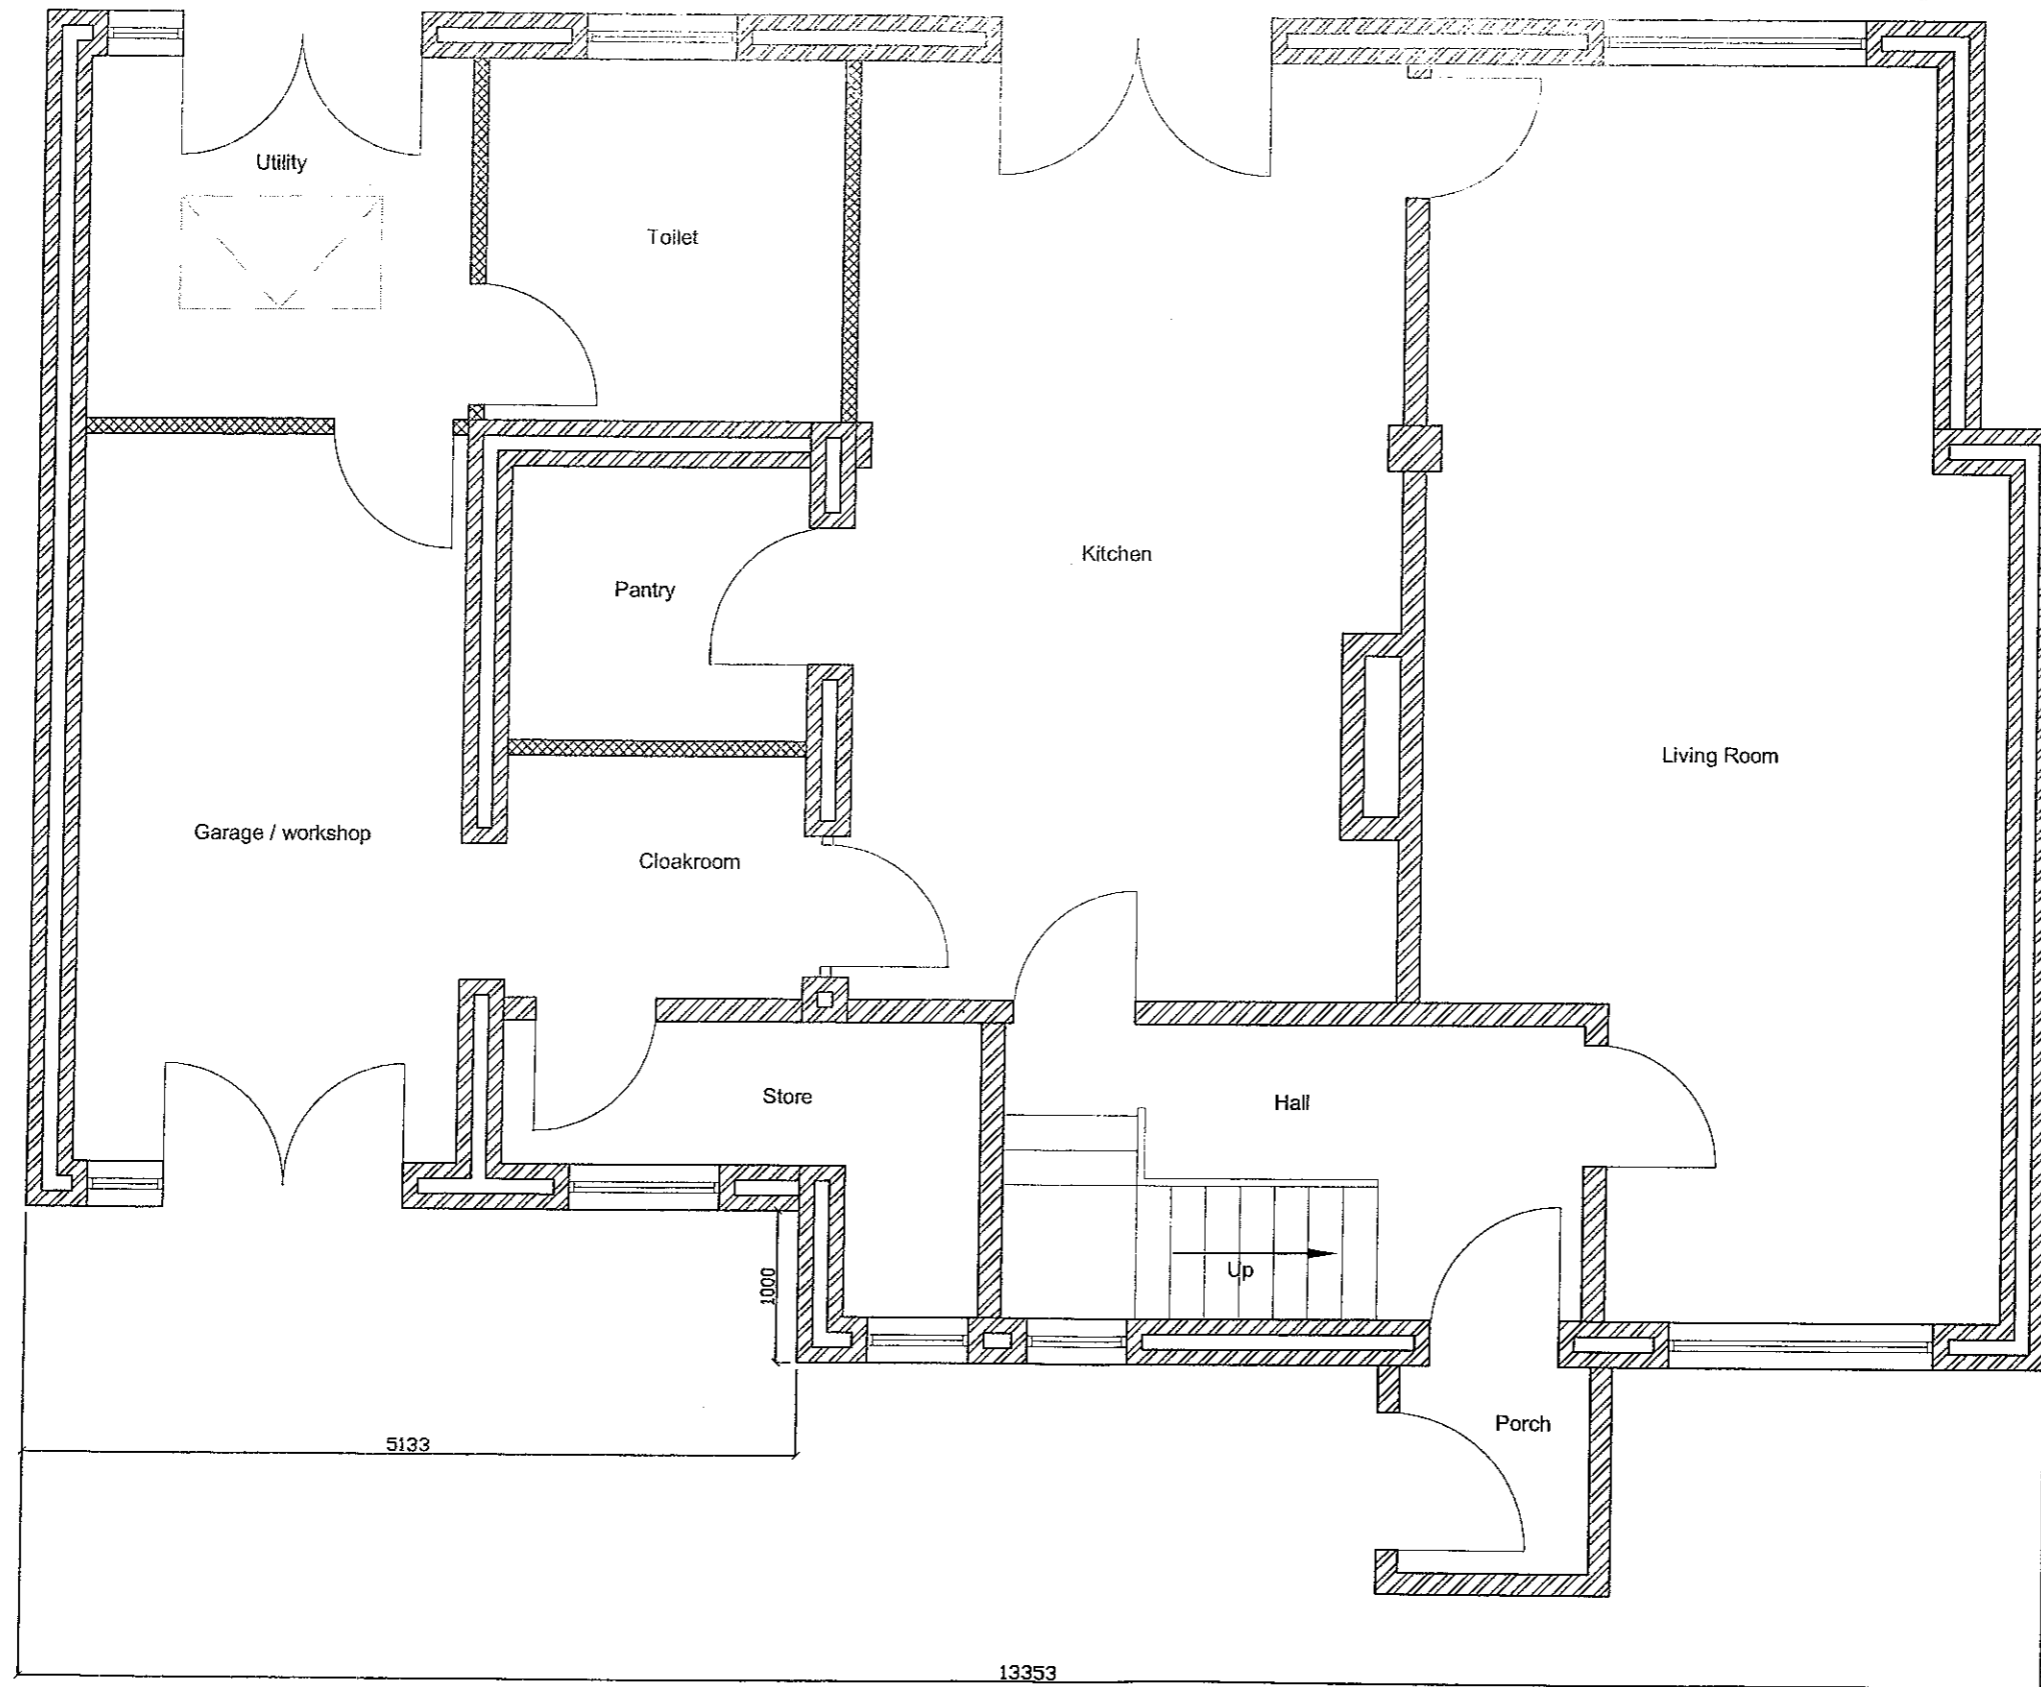 Utility
Toilet
Kitchen
Pantry
Living Room
Garage / workshop
Cloakroom
Store
Hall
Up
1000
Porch
5133
13353